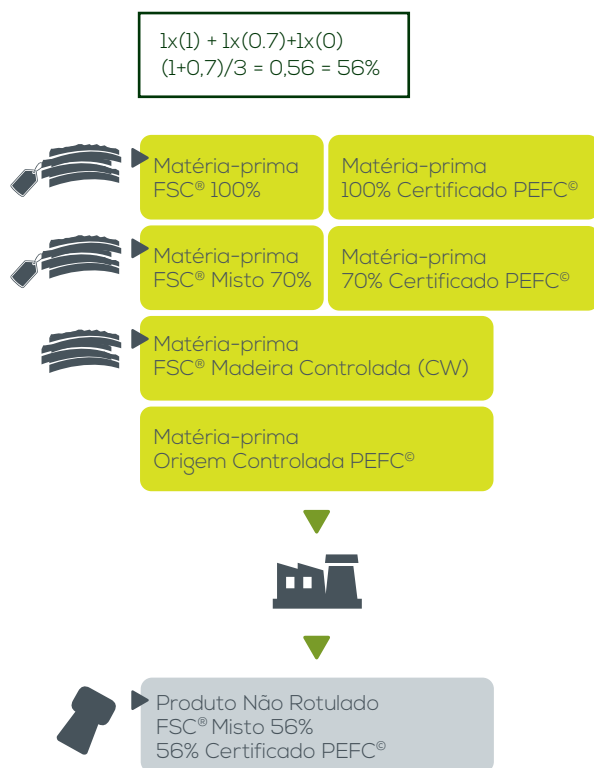 1x(1) + 1x(0.7)+1x(0)
(1+0,7)/3 = 0,56 = 56%
Matéria-prima
FSC® 100%
Matéria-prima
100% Certificado PEFC©
Matéria-prima
FSC® Misto 70%
Matéria-prima
70% Certificado PEFC©
Matéria-prima
FSC® Madeira Controlada (CW)
Matéria-prima
Origem Controlada PEFC©
Produto Não Rotulado
FSC® Misto 56%
56% Certificado PEFC©